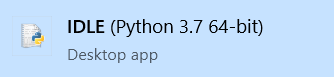 IDLE (Python 3.7 64-bit)
Desktop app